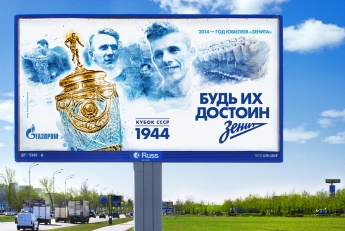 2014 — ГОД ЮБИЛЕЕВ "ЗЕНИТА"
БУДЬ ИХ
ДОСТОИН
Зенит
КУБОК СССР
1944
ГАЗПРОМ
Russ